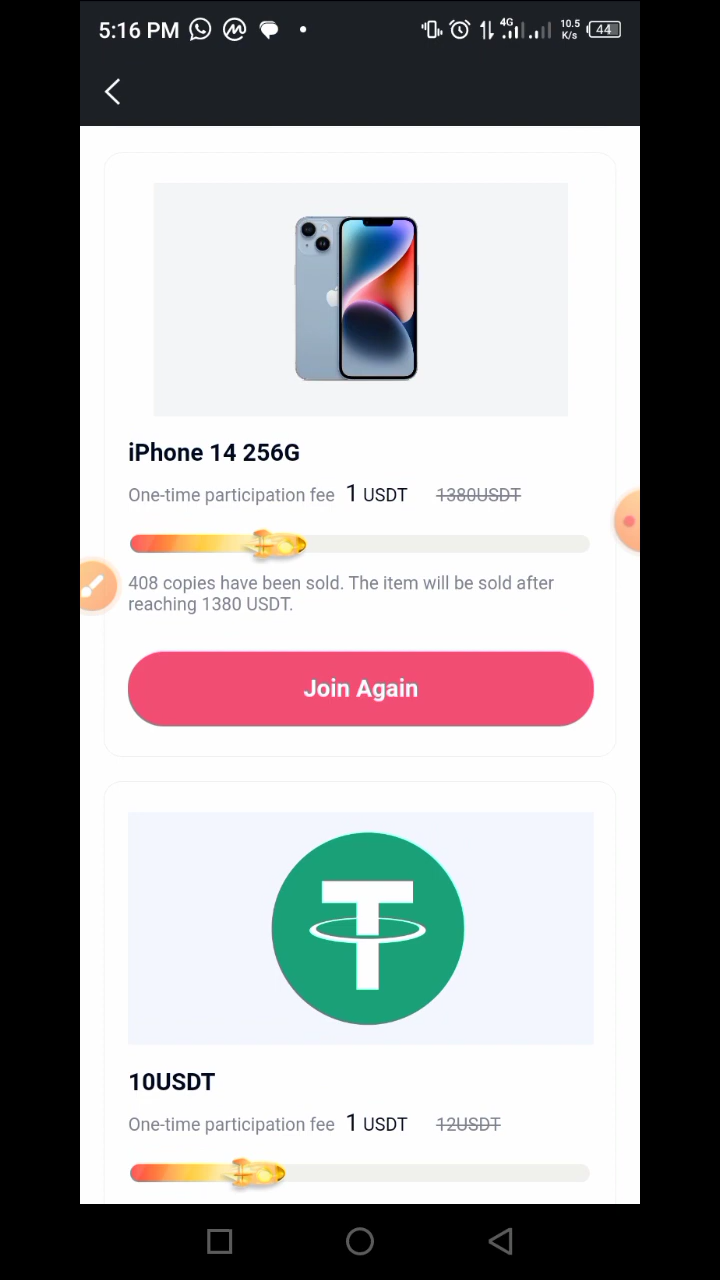 5:16 PM 4G 10.5 K/s 44
iPhone 14 256G
One-time participation fee 1 USDT 1380USDT
408 copies have been sold. The item will be sold after
reaching 1380 USDT.
Join Again
10USDT
One-time participation fee 1 USDT 12USDT